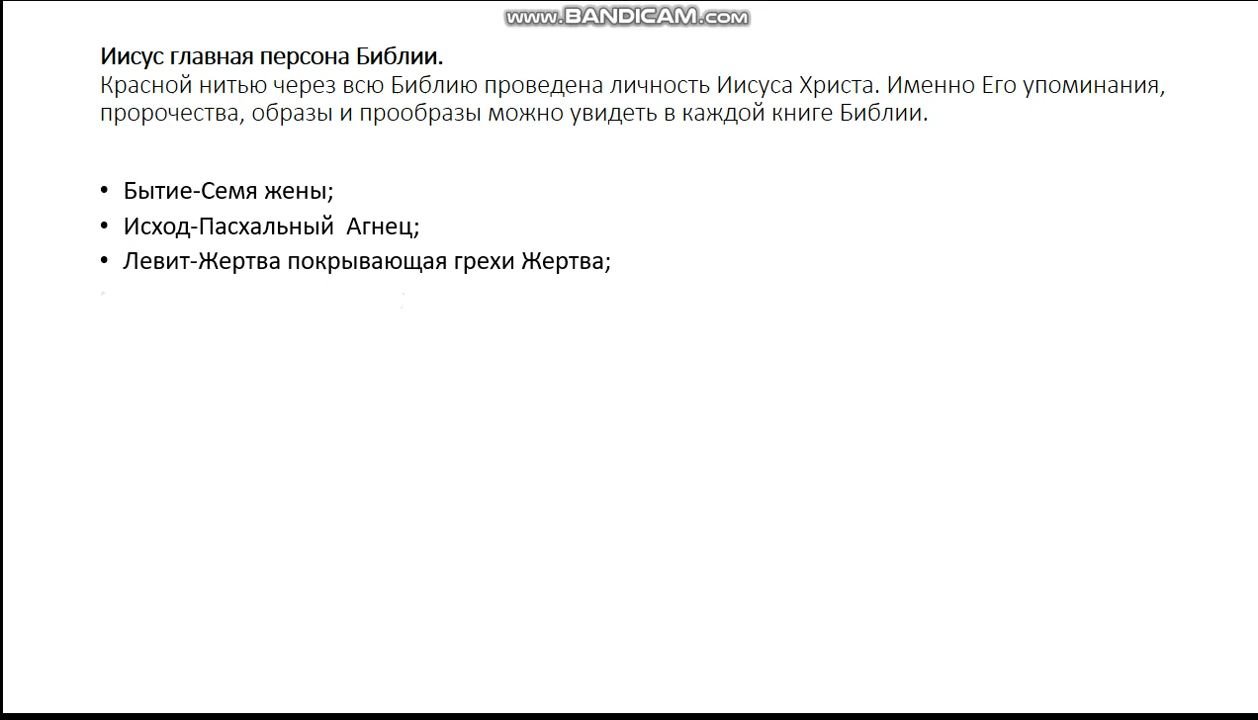 www.BANDICAM.com
Иисус главная персона Библии.
Красной нитью через всю Библию проведена личность Иисуса Христа. Именно Его упоминания,
пророчества, образы и прообразы можно увидеть в каждой книге Библии.
• Бытие-Семя жены;
• Исход-Пасхальный  Агнец;
• Левит-Жертва покрывающая грехи Жертва;